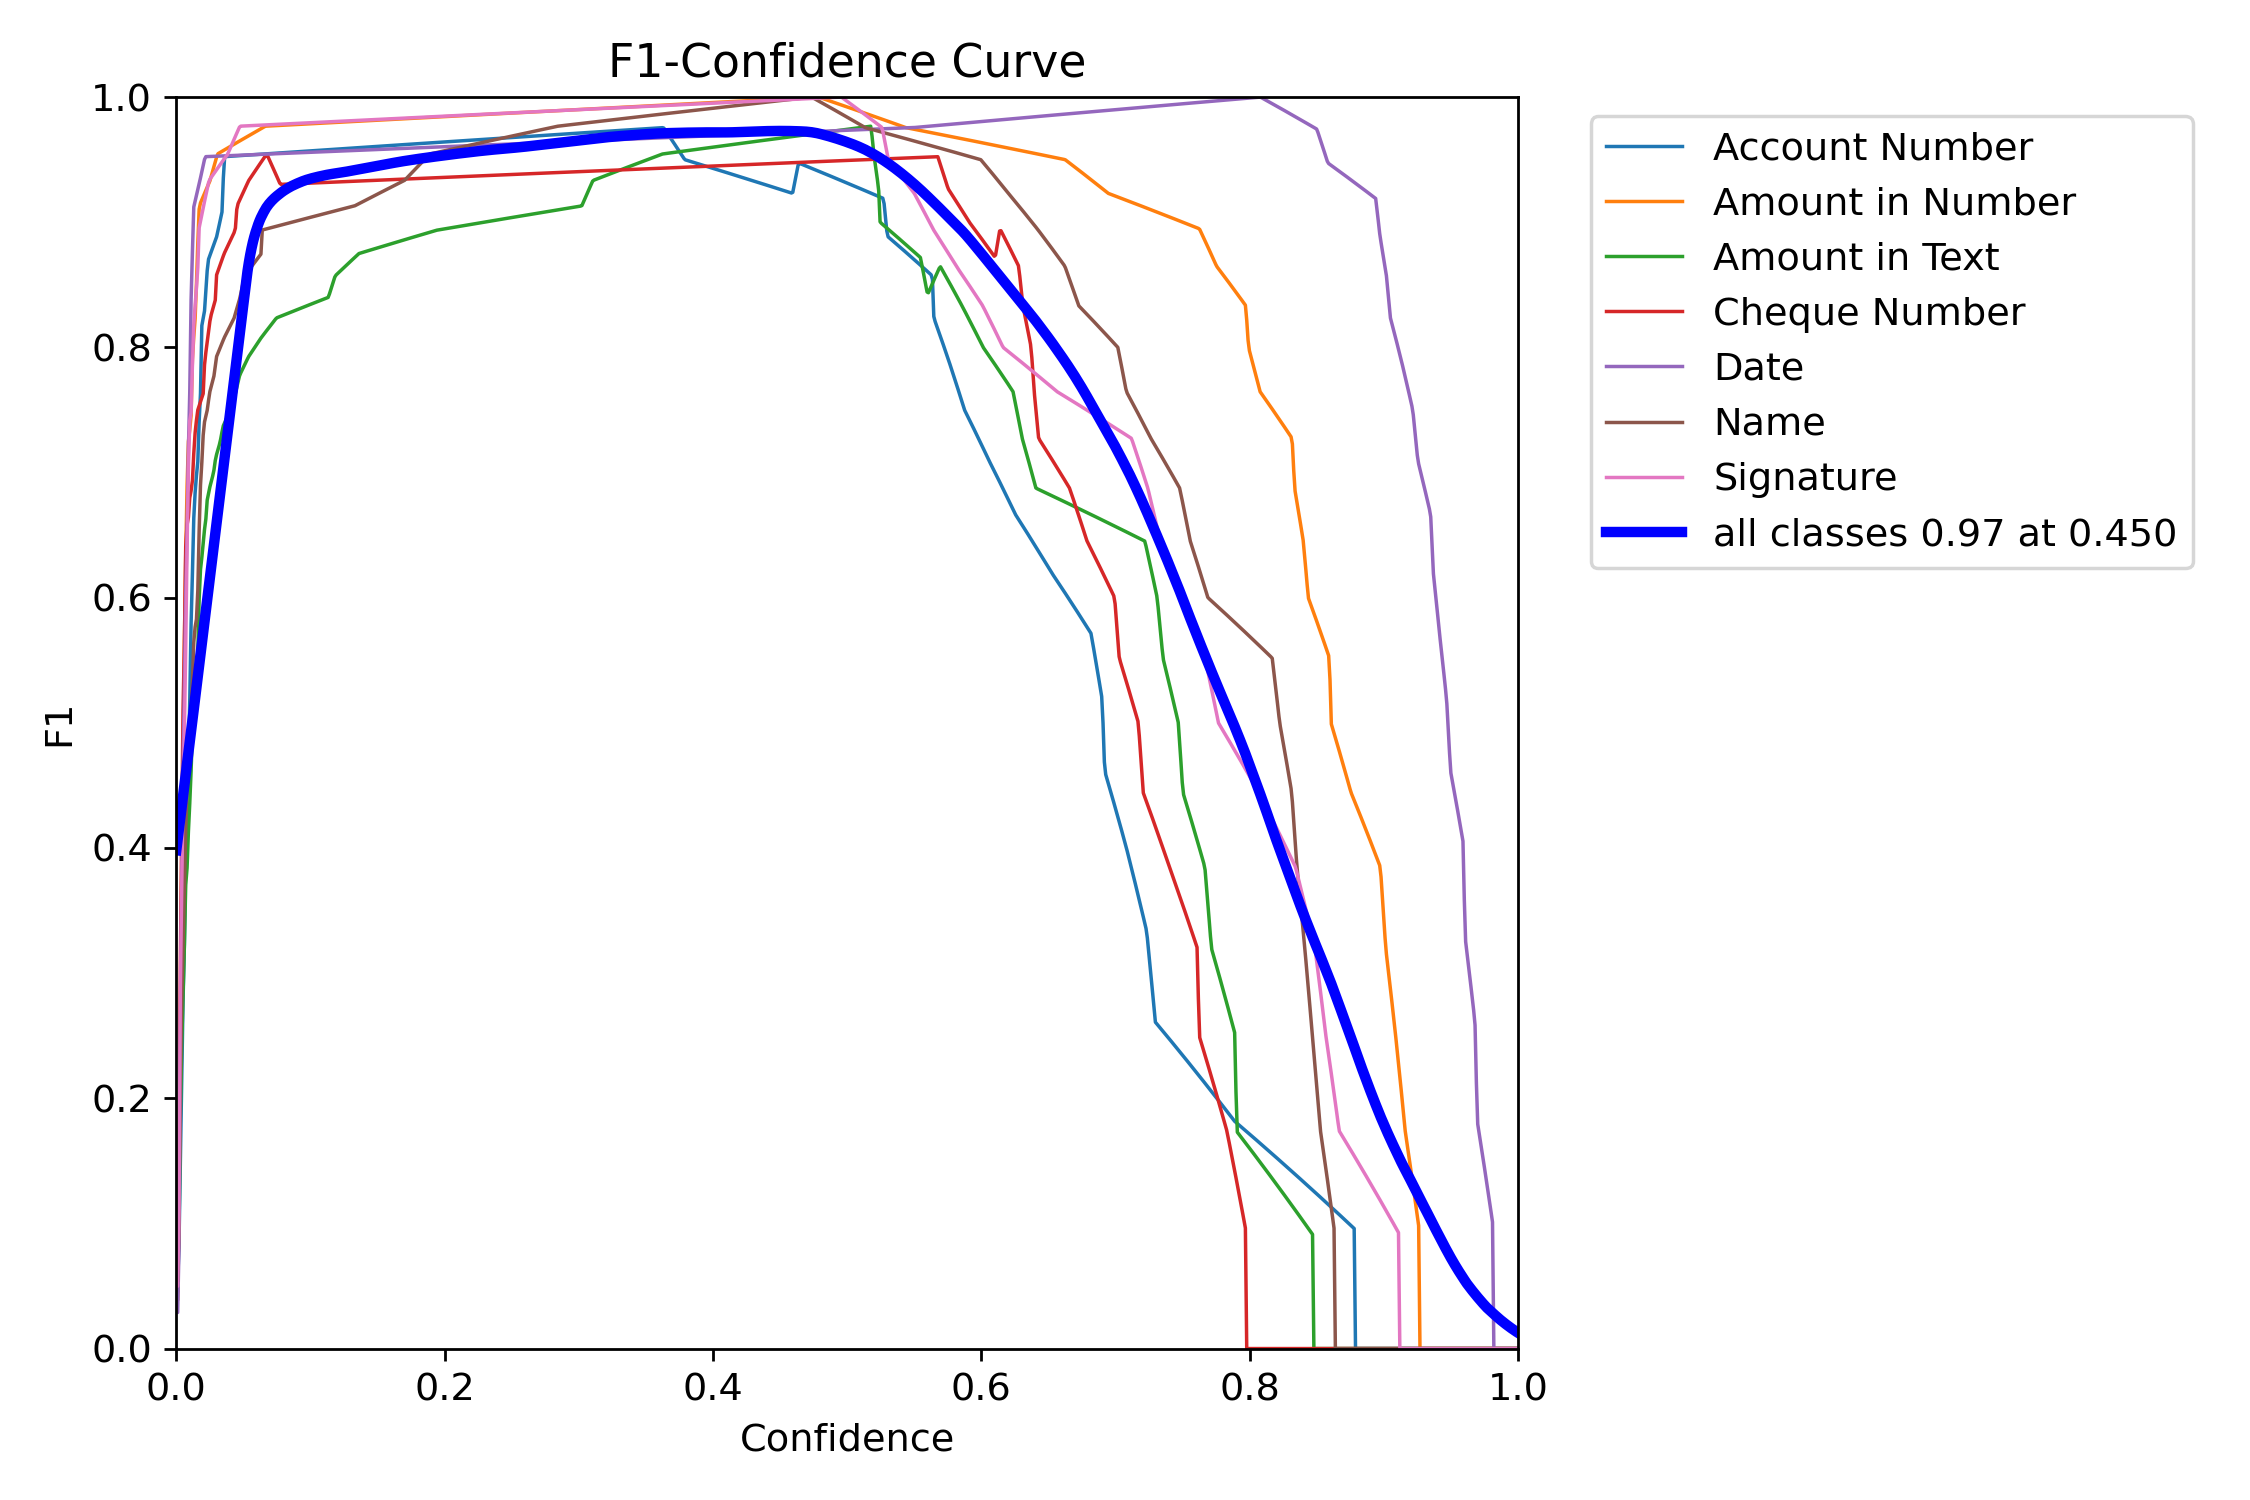 F1-Confidence Curve
1.0
0.8
0.6
0.4
0.2
0.0
F1
0.0 0.2 0.4 0.6 0.8 1.0
Confidence
Account Number
Amount in Number
Amount in Text
Cheque Number
Date
Name
Signature
all classes 0.97 at 0.450